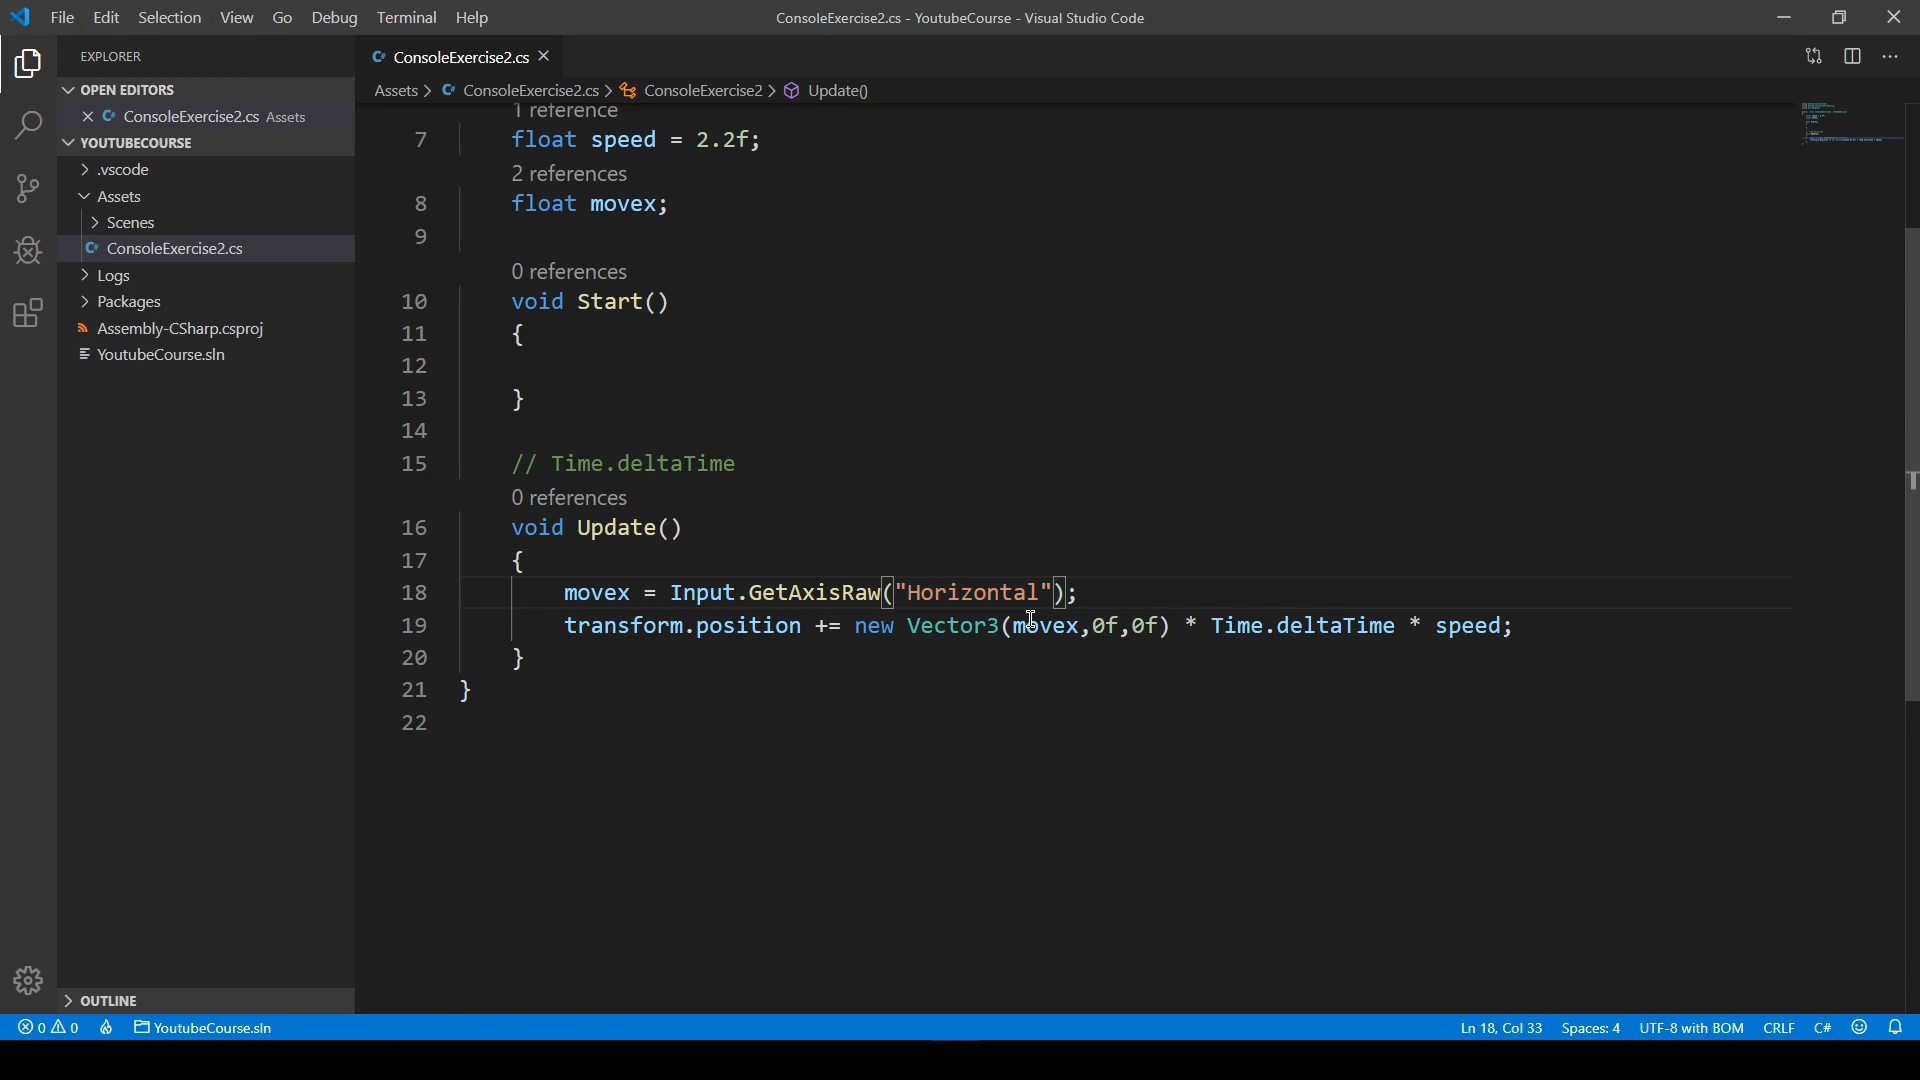 File Edit Selection View Go Debug Terminal Help
ConsoleExercise2.cs - YoutubeCourse - Visual Studio Code
EXPLORER
OPEN EDITORS
ConsoleExercise2.cs Assets
YOUTUBECOURSE
.vscode
Assets
Scenes
ConsoleExercise2.cs
Logs
Packages
Assembly-CSharp.csproj
YoutubeCourse.sln
OUTLINE
ConsoleExercise2.cs
Assets > ConsoleExercise2.cs > ConsoleExercise2 > Update()
1 reference
7 float speed = 2.2f;
2 references
8 float movex;
9
0 references
10 void Start()
11 {
12
13 }
14
15 // Time.deltaTime
0 references
16 void Update()
17 {
18 movex = Input.GetAxisRaw("Horizontal");
19 transform.position += new Vector3(movex,0f,0f) * Time.deltaTime * speed;
20 }
21 }
22
0 0 YoutubeCourse.sln
Ln 18, Col 33 Spaces: 4 UTF-8 with BOM CRLF C#